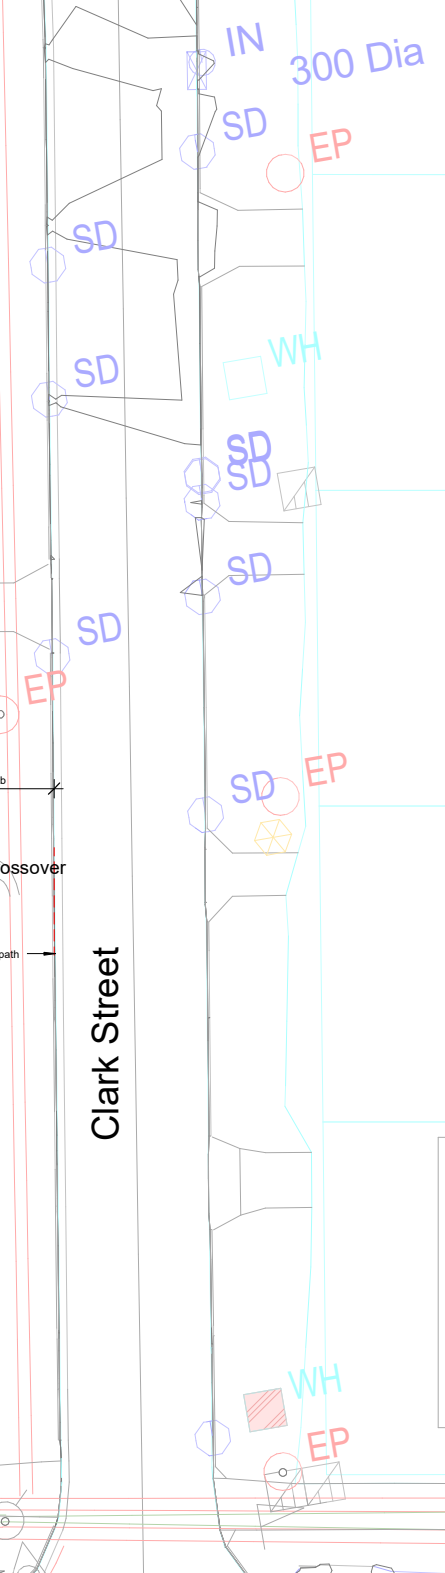 IN
300 Dia
SD
EP
SD
WH
SD
SD
SD
SD
SD
EP
EP
SD
b
ossover
path
Clark Street
WH
EP